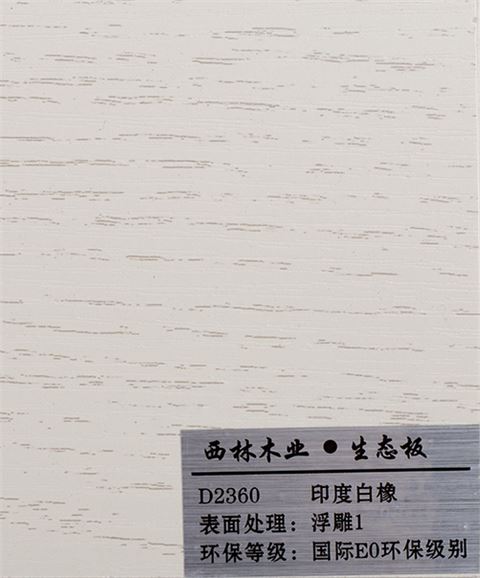 西林木业 ● 生态板
D2360 印度白橡
表面处理：浮雕1
环保等级：国际E0环保级别